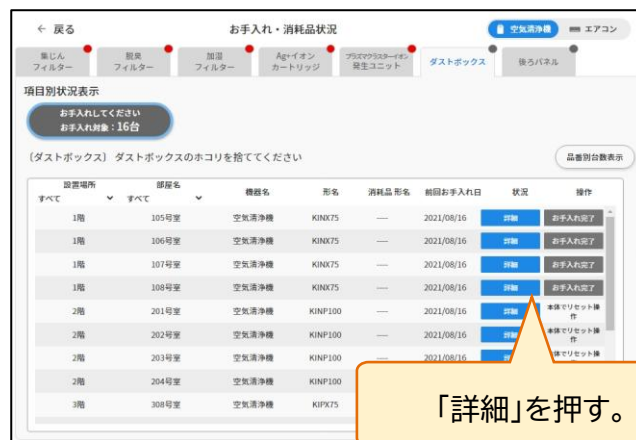 ← 戻る お手入れ・消耗品状況 空気清浄機 エアコン
集じん
フィルター
脱臭
フィルター
加湿
フィルター
Ag+イオン
カートリッジ
プラズマクラスターイオン
発生ユニット
ダストボックス
後ろパネル
項目別状況表示
お手入れしてください
お手入れ対象：16台
〔ダストボックス〕 ダストボックスのホコリを捨ててください
品番別台数表示
設置場所 部屋名 機器名 形名 消耗品 形名 前回お手入れ日 状況 操作
すべて すべて
1階 105号室 空気清浄機 KINX75 ---- 2021/08/16 詳細 お手入れ完了
1階 106号室 空気清浄機 KINX75 ---- 2021/08/16 詳細 お手入れ完了
1階 107号室 空気清浄機 KINX75 ---- 2021/08/16 詳細 お手入れ完了
1階 108号室 空気清浄機 KINX75 ---- 2021/08/16 詳細 お手入れ完了
2階 201号室 空気清浄機 KINP100 ---- 2021/08/16 詳細 本体でリセット操作
2階 202号室 空気清浄機 KINP100 ---- 2021/08/16 詳細 本体でリセット操作
2階 203号室 空気清浄機 KINP100 ---- 2021/08/16 詳細 本体でリセット操作
2階 204号室 空気清浄機 KINP100
3階 308号室 空気清浄機 KIPX75
「詳細」を押す。